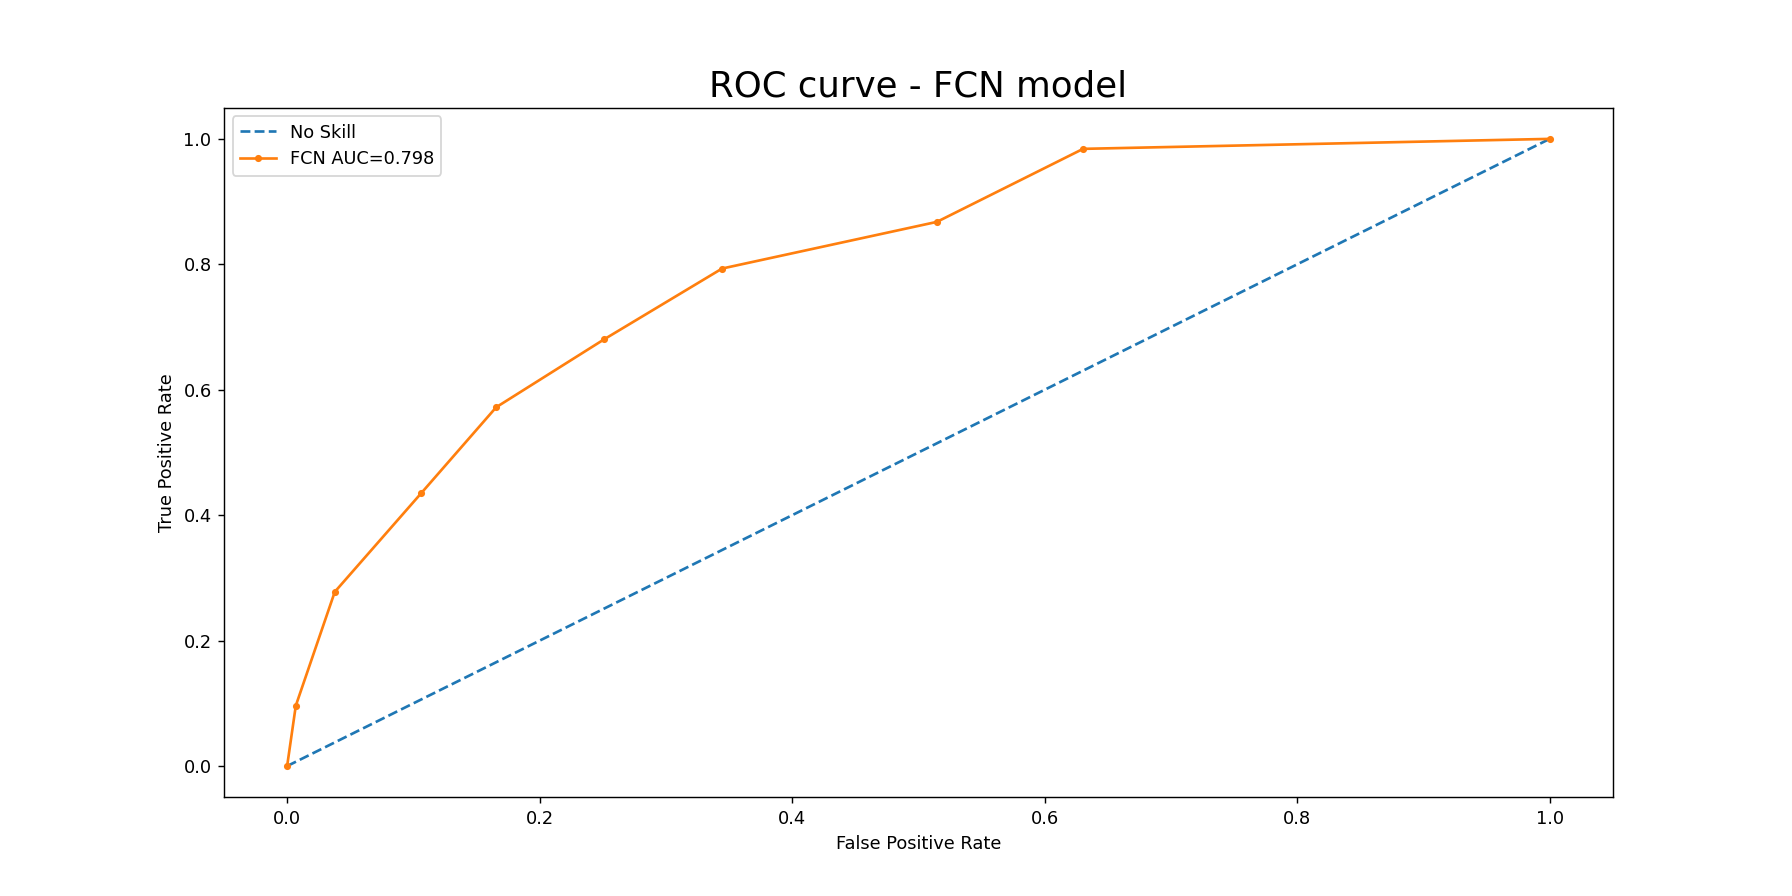 ROC curve - FCN model
No Skill
FCN AUC=0.798
1.0
0.8
0.6
0.4
0.2
0.0
True Positive Rate
0.0 0.2 0.4 0.6 0.8 1.0
False Positive Rate